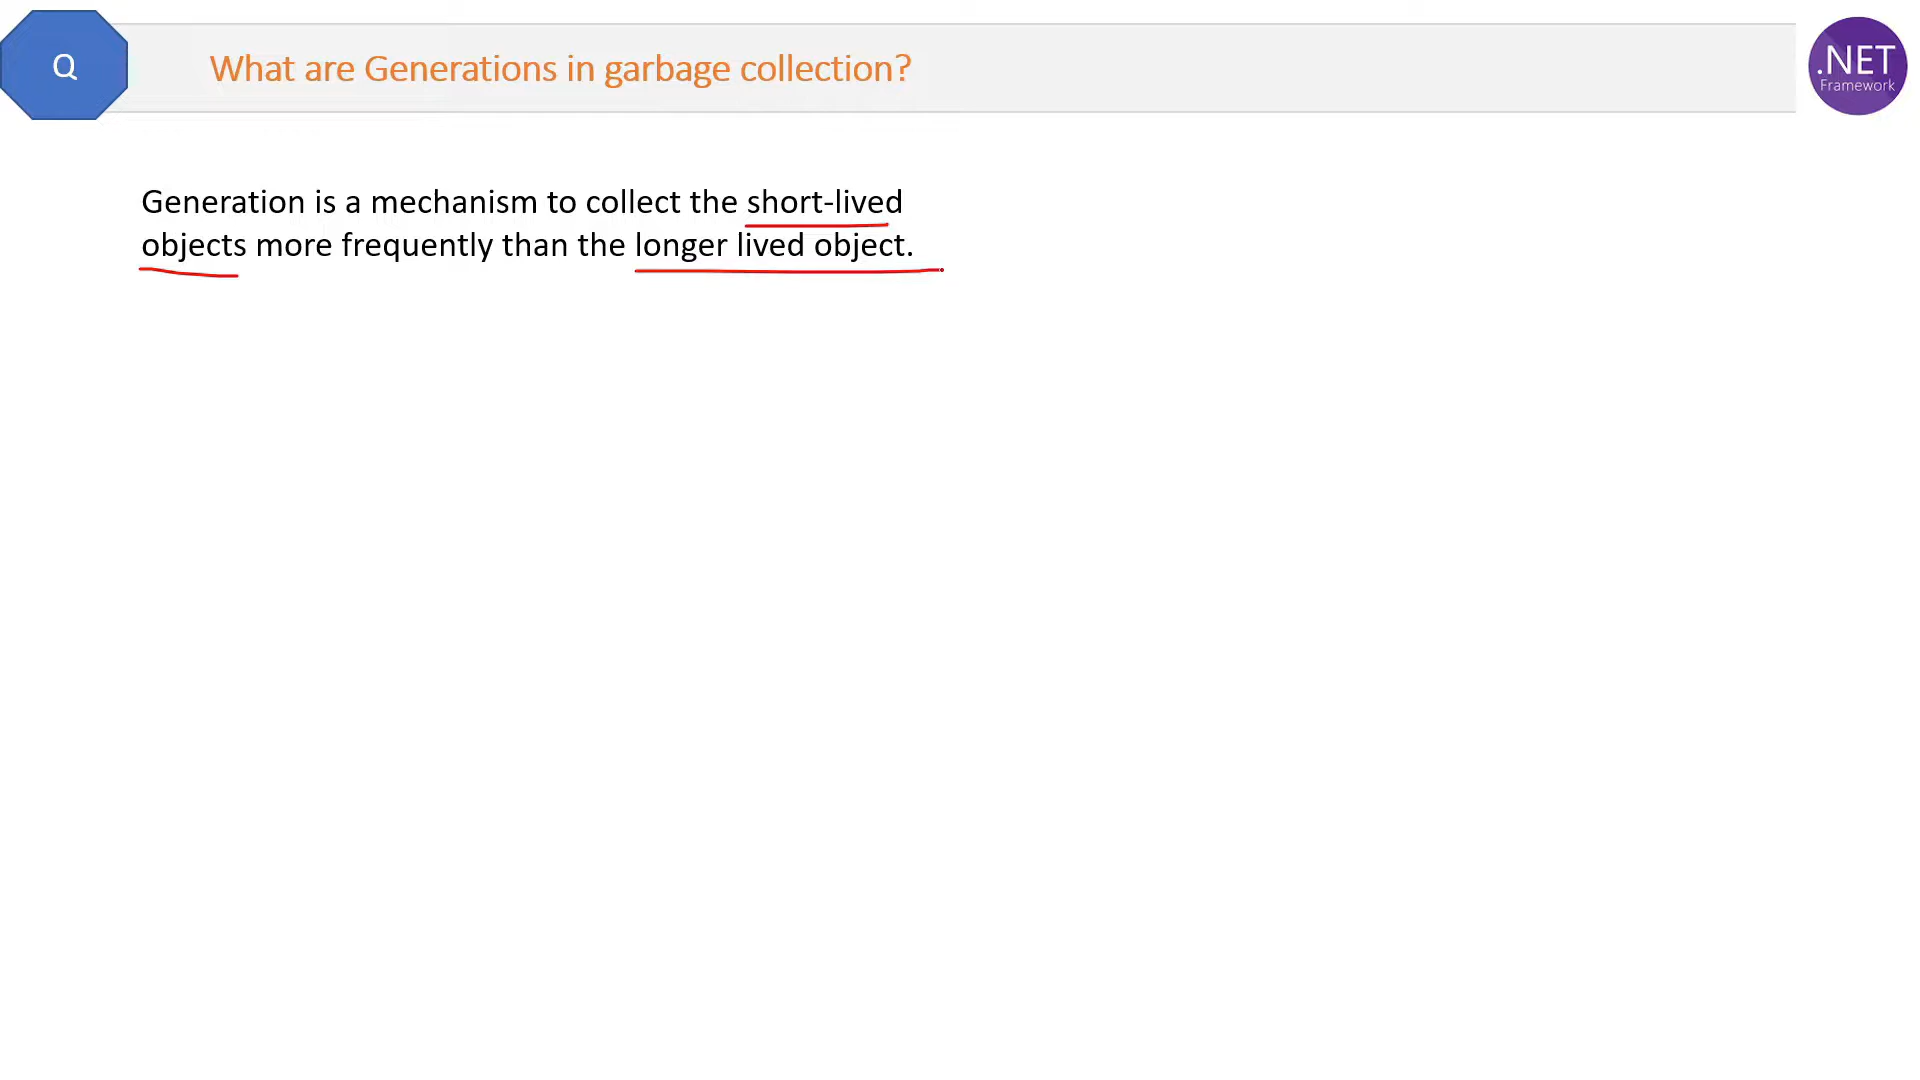 Q
What are Generations in garbage collection?
.NET
Framework
Generation is a mechanism to collect the short-lived
objects more frequently than the longer lived object.